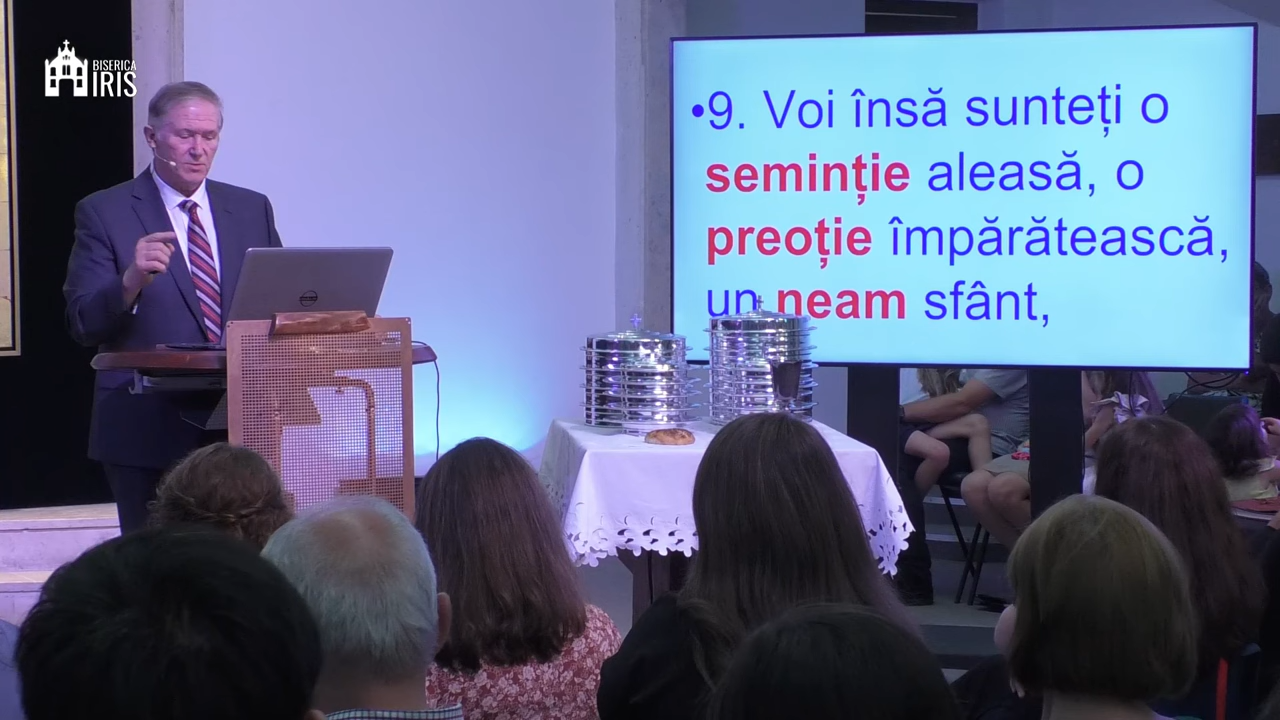 BISERICA
IRIS
•9. Voi însă sunteți o
seminție aleasă, o
preoție împărătească,
un neam sfânt,